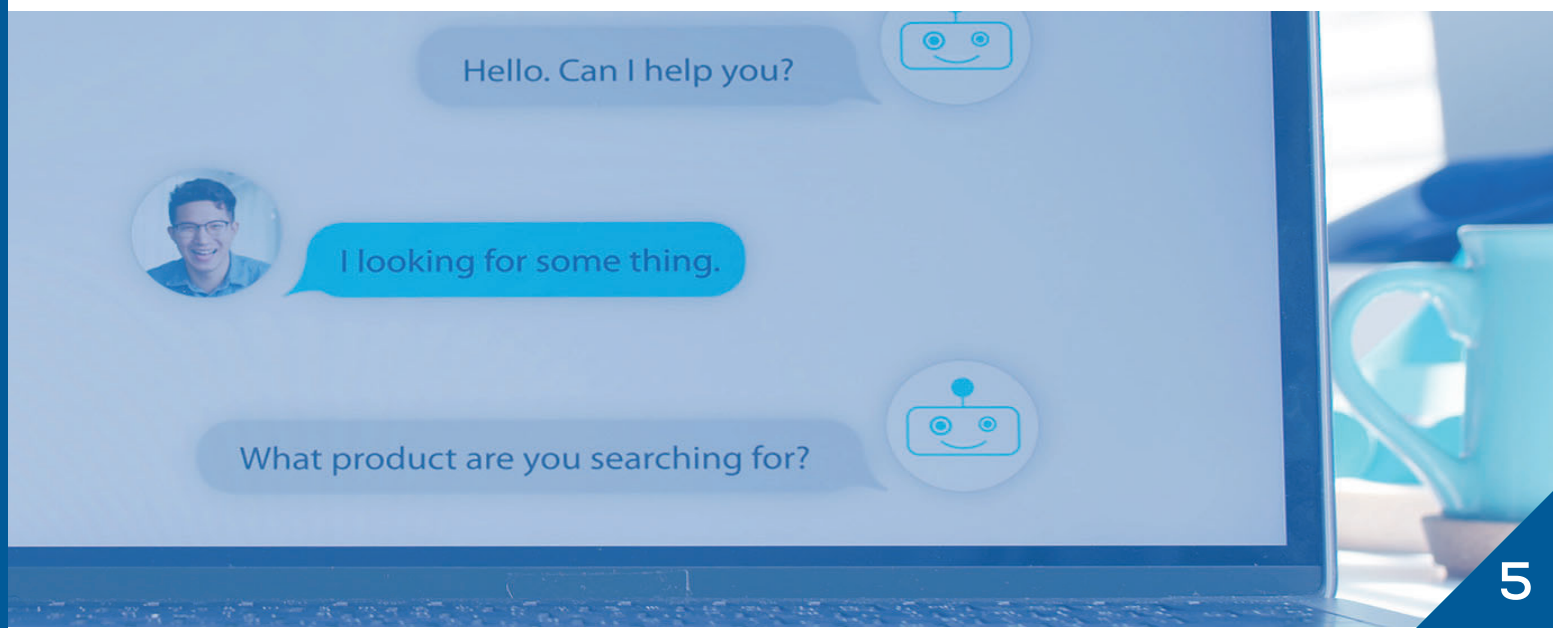 Hello. Can I help you?
I looking for some thing.
What product are you searching for?
5